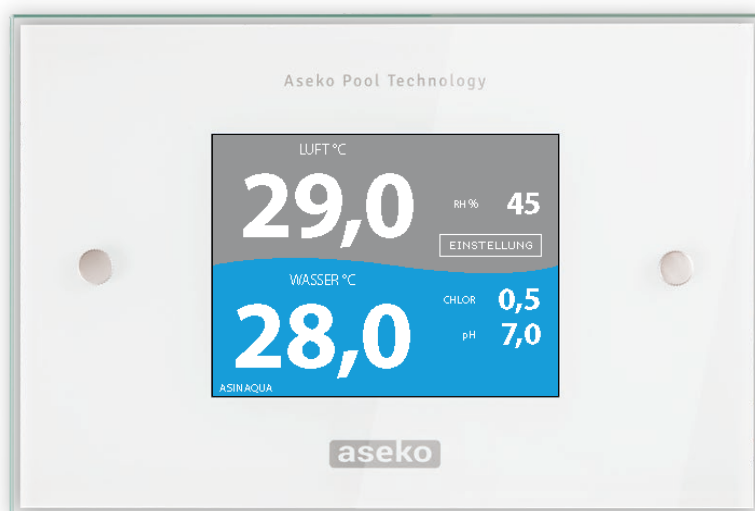 Aseko Pool Technology
LUFT °C
29,0
RH % 45
EINSTELLUNG
WASSER °C
28,0
CHLOR 0,5
pH 7,0
ASIN AQUA
aseko